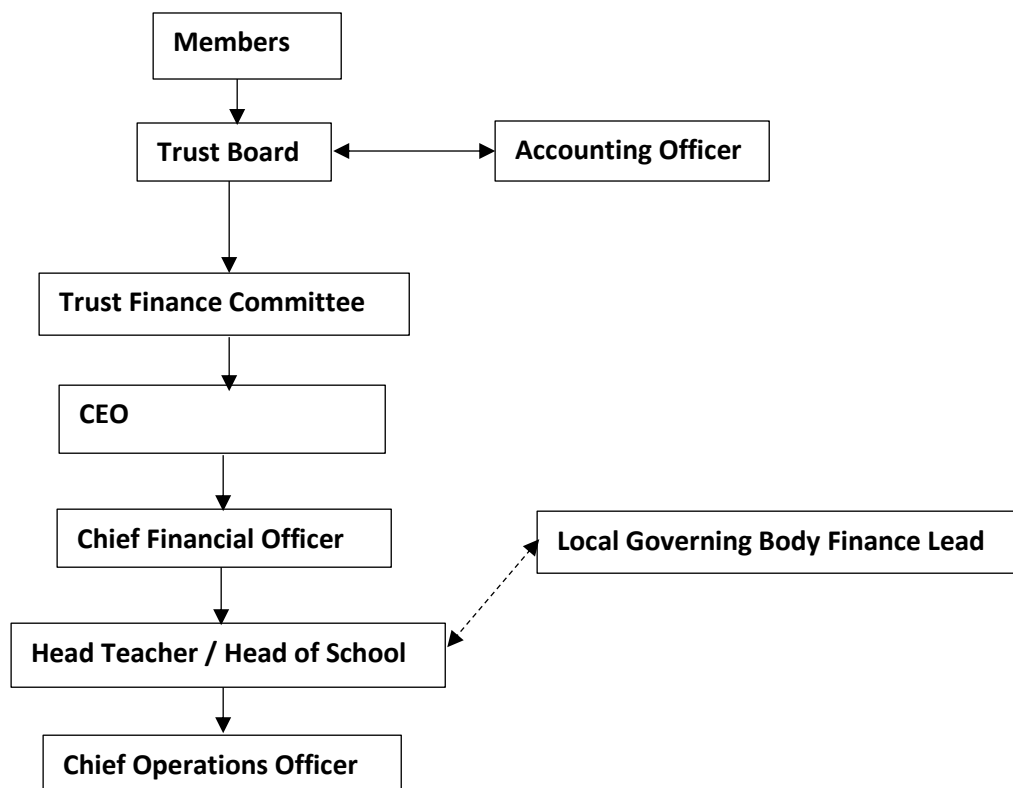 Members
Trust Board
Accounting Officer
Trust Finance Committee
CEO
Chief Financial Officer
Local Governing Body Finance Lead
Head Teacher / Head of School
Chief Operations Officer